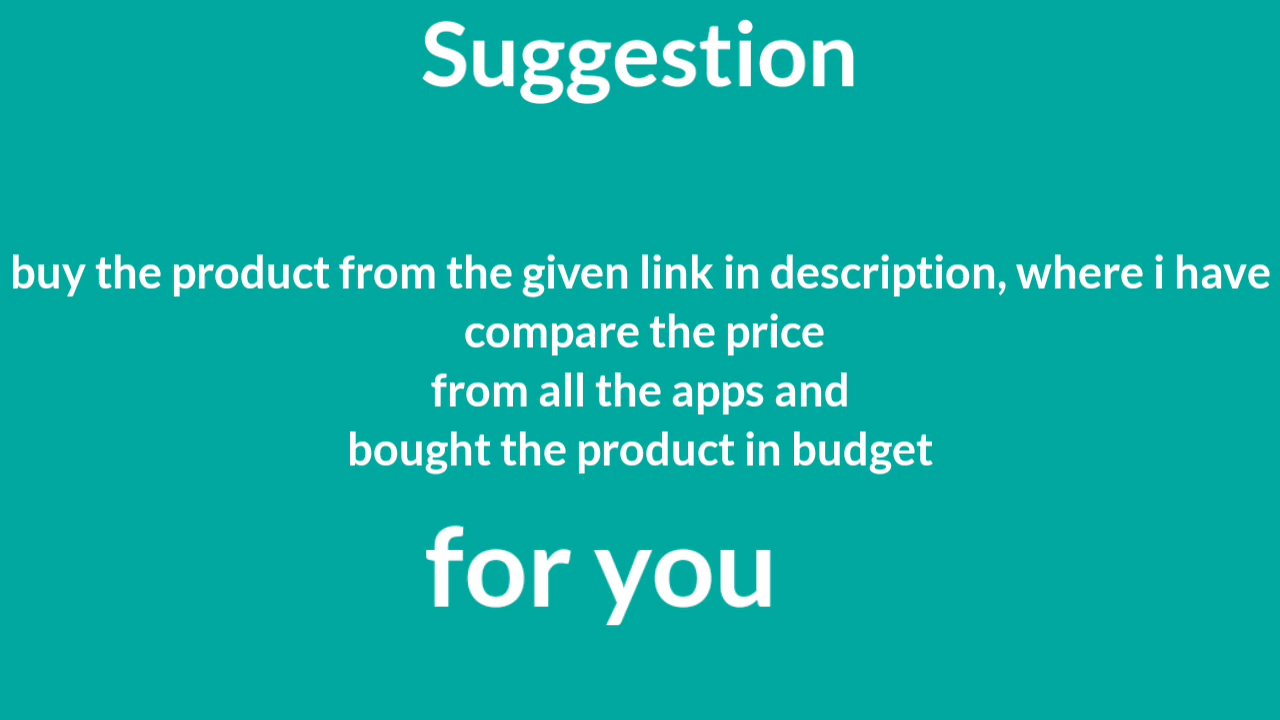 Suggestion
buy the product from the given link in description, where i have
compare the price
from all the apps and
bought the product in budget
for you